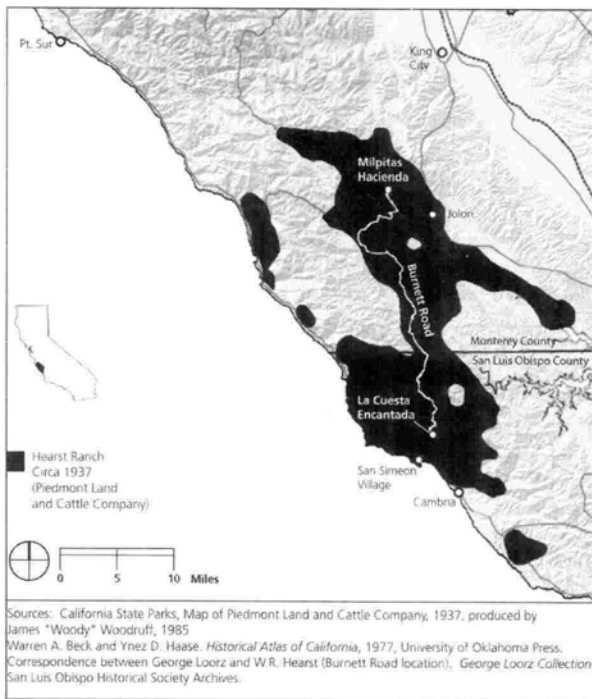 Pt. Sur
King
City
Milpitas
Hacienda
Jolon
Burnett Road
Monterey County
San Luis Obispo County
La Cuesta
Encantada
San Simeon
Village
Cambria
Hearst Ranch
Circa 1937
(Piedmont Land
and Cattle Company)
0 5 10 Miles
Sources: California State Parks, Map of Piedmont Land and Cattle Company, 1937, produced by
James "Woody" Woodruff, 1985
Warren A. Beck and Ynez D. Haase. Historical Atlas of California, 1977, University of Oklahoma Press.
Correspondence between George Loorz and W.R. Hearst (Burnett Road location). George Loorz Collection
San Luis Obispo Historical Society Archives.